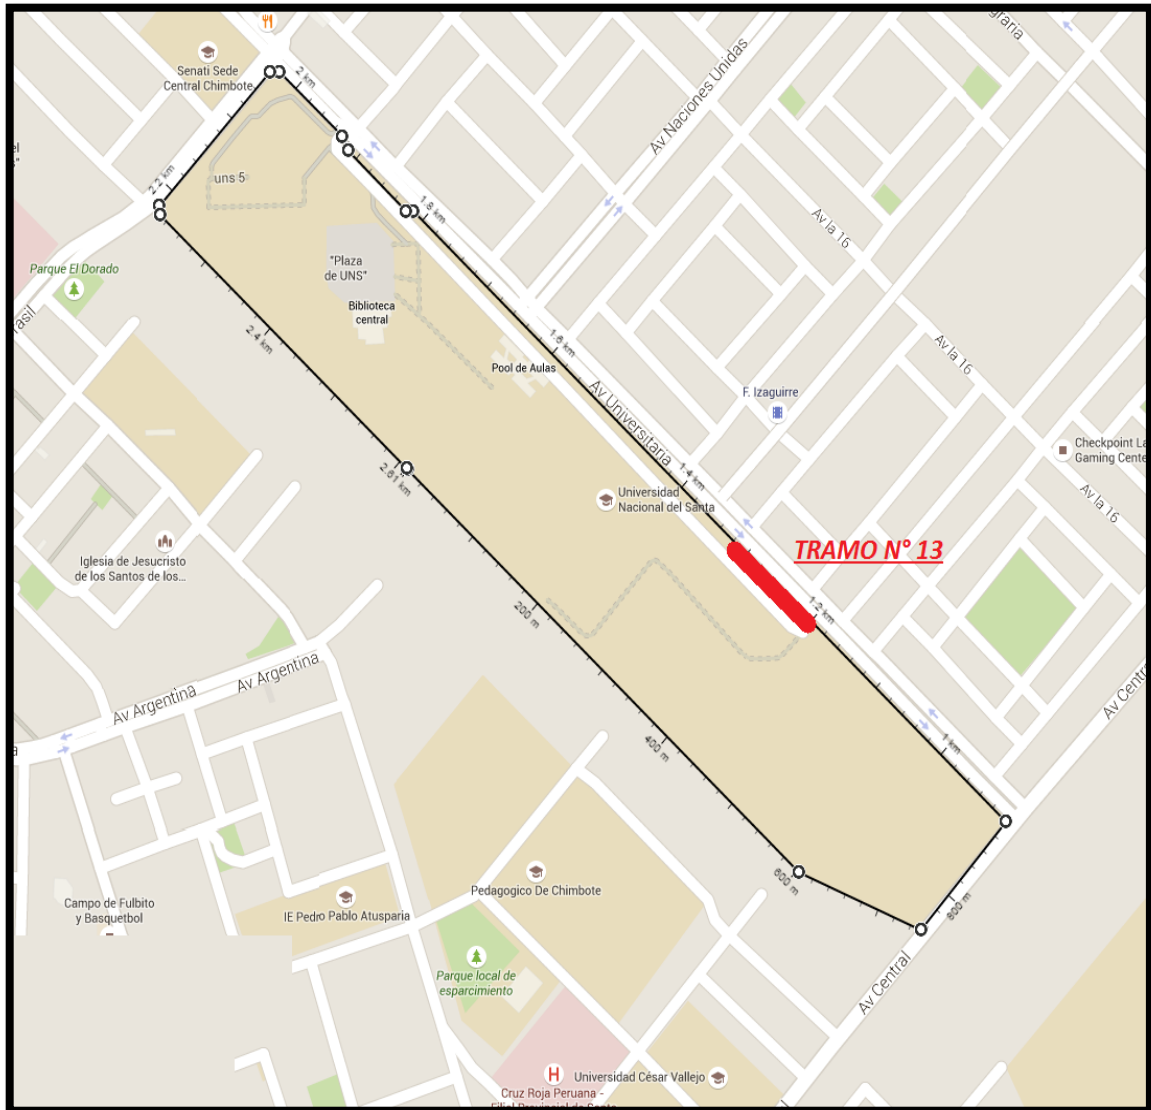 Senati Sede
Central Chimbote
2 km
Av Naciones Unidas
2.2 km
uns 5
1.8 km
Av la 16
Parque El Dorado
"Plaza
de UNS"
Biblioteca
central
2.4 km
1.6 km
Pool de Aulas
Av la 16
Av Universitaria
F. Izaguirre
Checkpoint La
Gaming Cente
2.61 km
1.4 km
Universidad
Nacional del Santa
Av la 16
TRAMO N° 13
Iglesia de Jesucristo
de los Santos de los...
200 m
1.2 km
Av Argentina
Av Argentina
Av Centra
400 m
1 km
600 m
Pedagogico De Chimbote
800 m
Campo de Fulbito
y Basquetbol
IE Pedro Pablo Atusparia
Parque local de
esparcimiento
Av Central
H
Universidad César Vallejo
Cruz Roja Peruana -